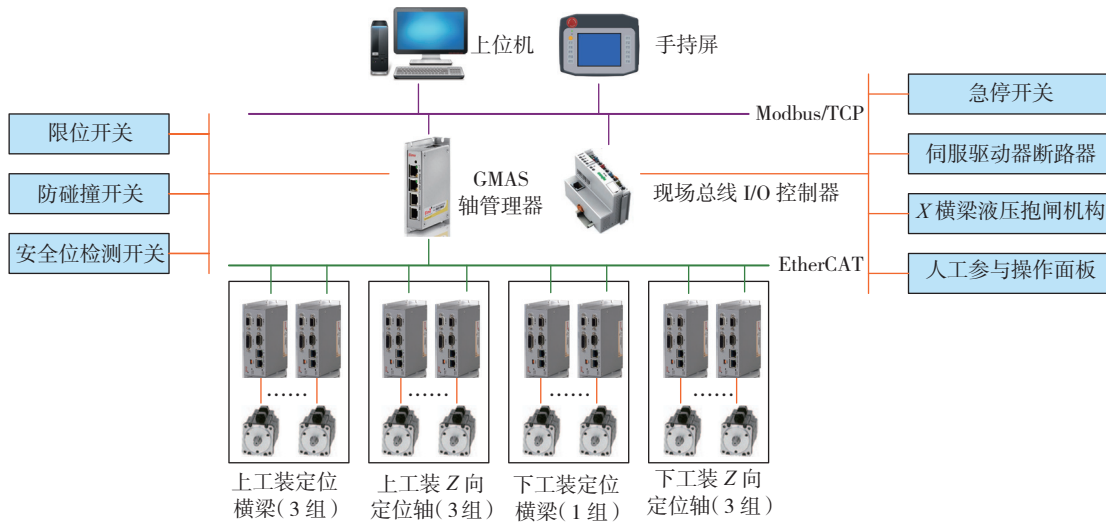 上位机
手持屏
Modbus/TCP
限位开关
防碰撞开关
安全位检测开关
GMAS
轴管理器
现场总线 I/O 控制器
急停开关
伺服驱动器断路器
X 横梁液压抱闸机构
人工参与操作面板
EtherCAT
······
······
······
······
上工装定位
横梁(3 组)
上工装 Z 向
定位轴(3 组)
下工装定位
横梁(1 组)
下工装 Z 向
定位轴(3 组)